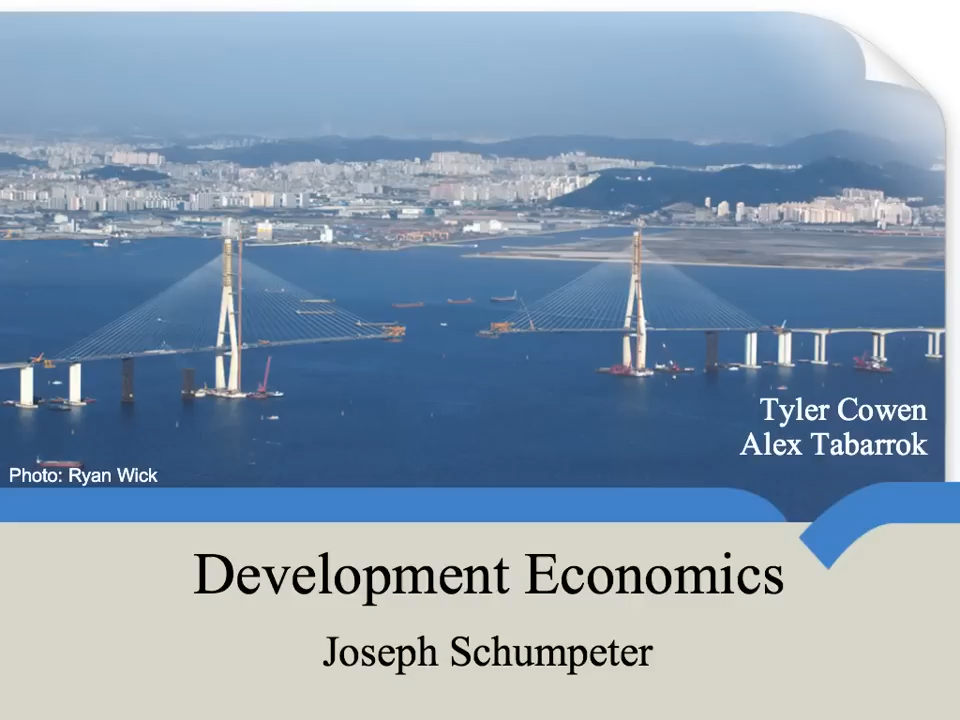 Tyler Cowen
Alex Tabarrok
Photo: Ryan Wick
Development Economics
Joseph Schumpeter